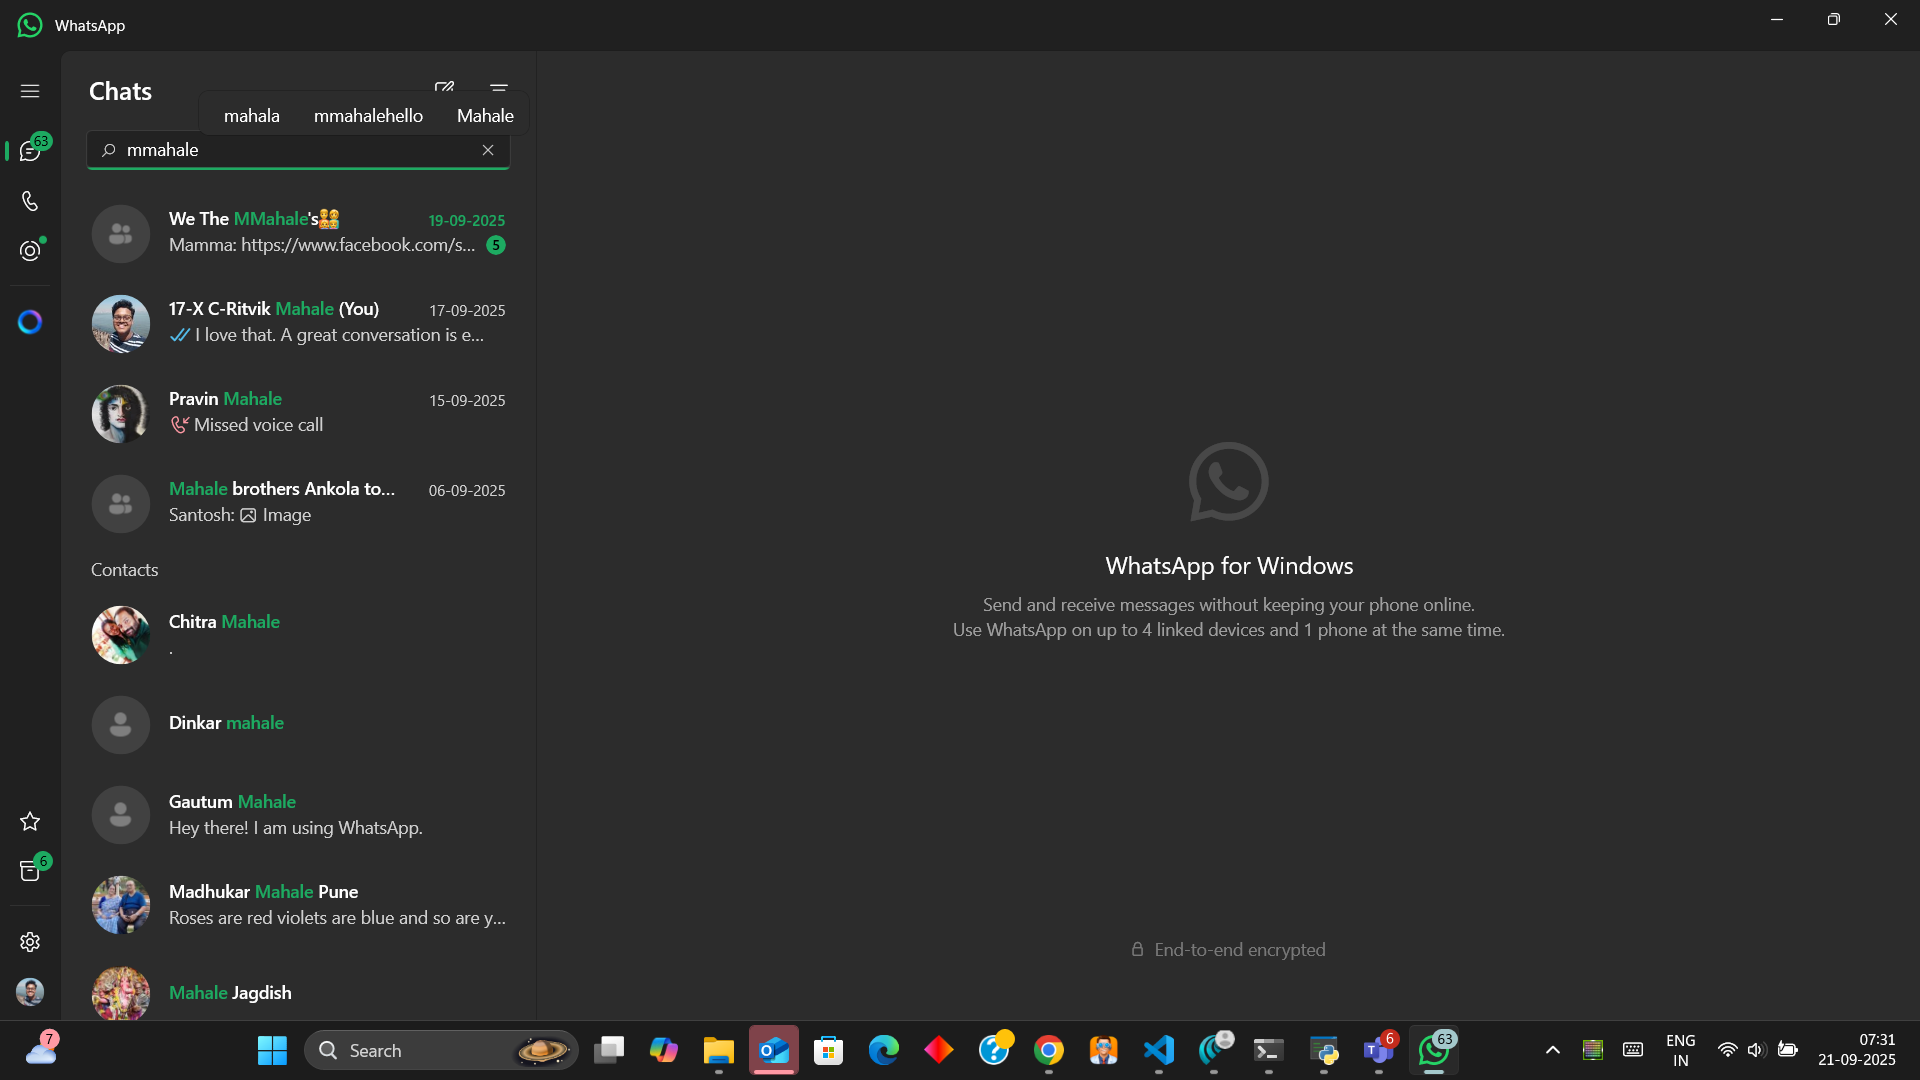 WhatsApp
Chats
mahala mmahalehello Mahale
mmahale
63
We The MMahale's 19-09-2025
Mamma: https://www.facebook.com/s... 5
17-X C-Ritvik Mahale (You) 17-09-2025
I love that. A great conversation is e...
Pravin Mahale 15-09-2025
Missed voice call
Mahale brothers Ankola to... 06-09-2025
Santosh: Image
Contacts
Chitra Mahale
.
Dinkar mahale
Gautum Mahale
Hey there! I am using WhatsApp.
Madhukar Mahale Pune
Roses are red violets are blue and so are y...
Mahale Jagdish
6
WhatsApp for Windows
Send and receive messages without keeping your phone online.
Use WhatsApp on up to 4 linked devices and 1 phone at the same time.
End-to-end encrypted
7
Search
6
63
ENG
IN
07:31
21-09-2025